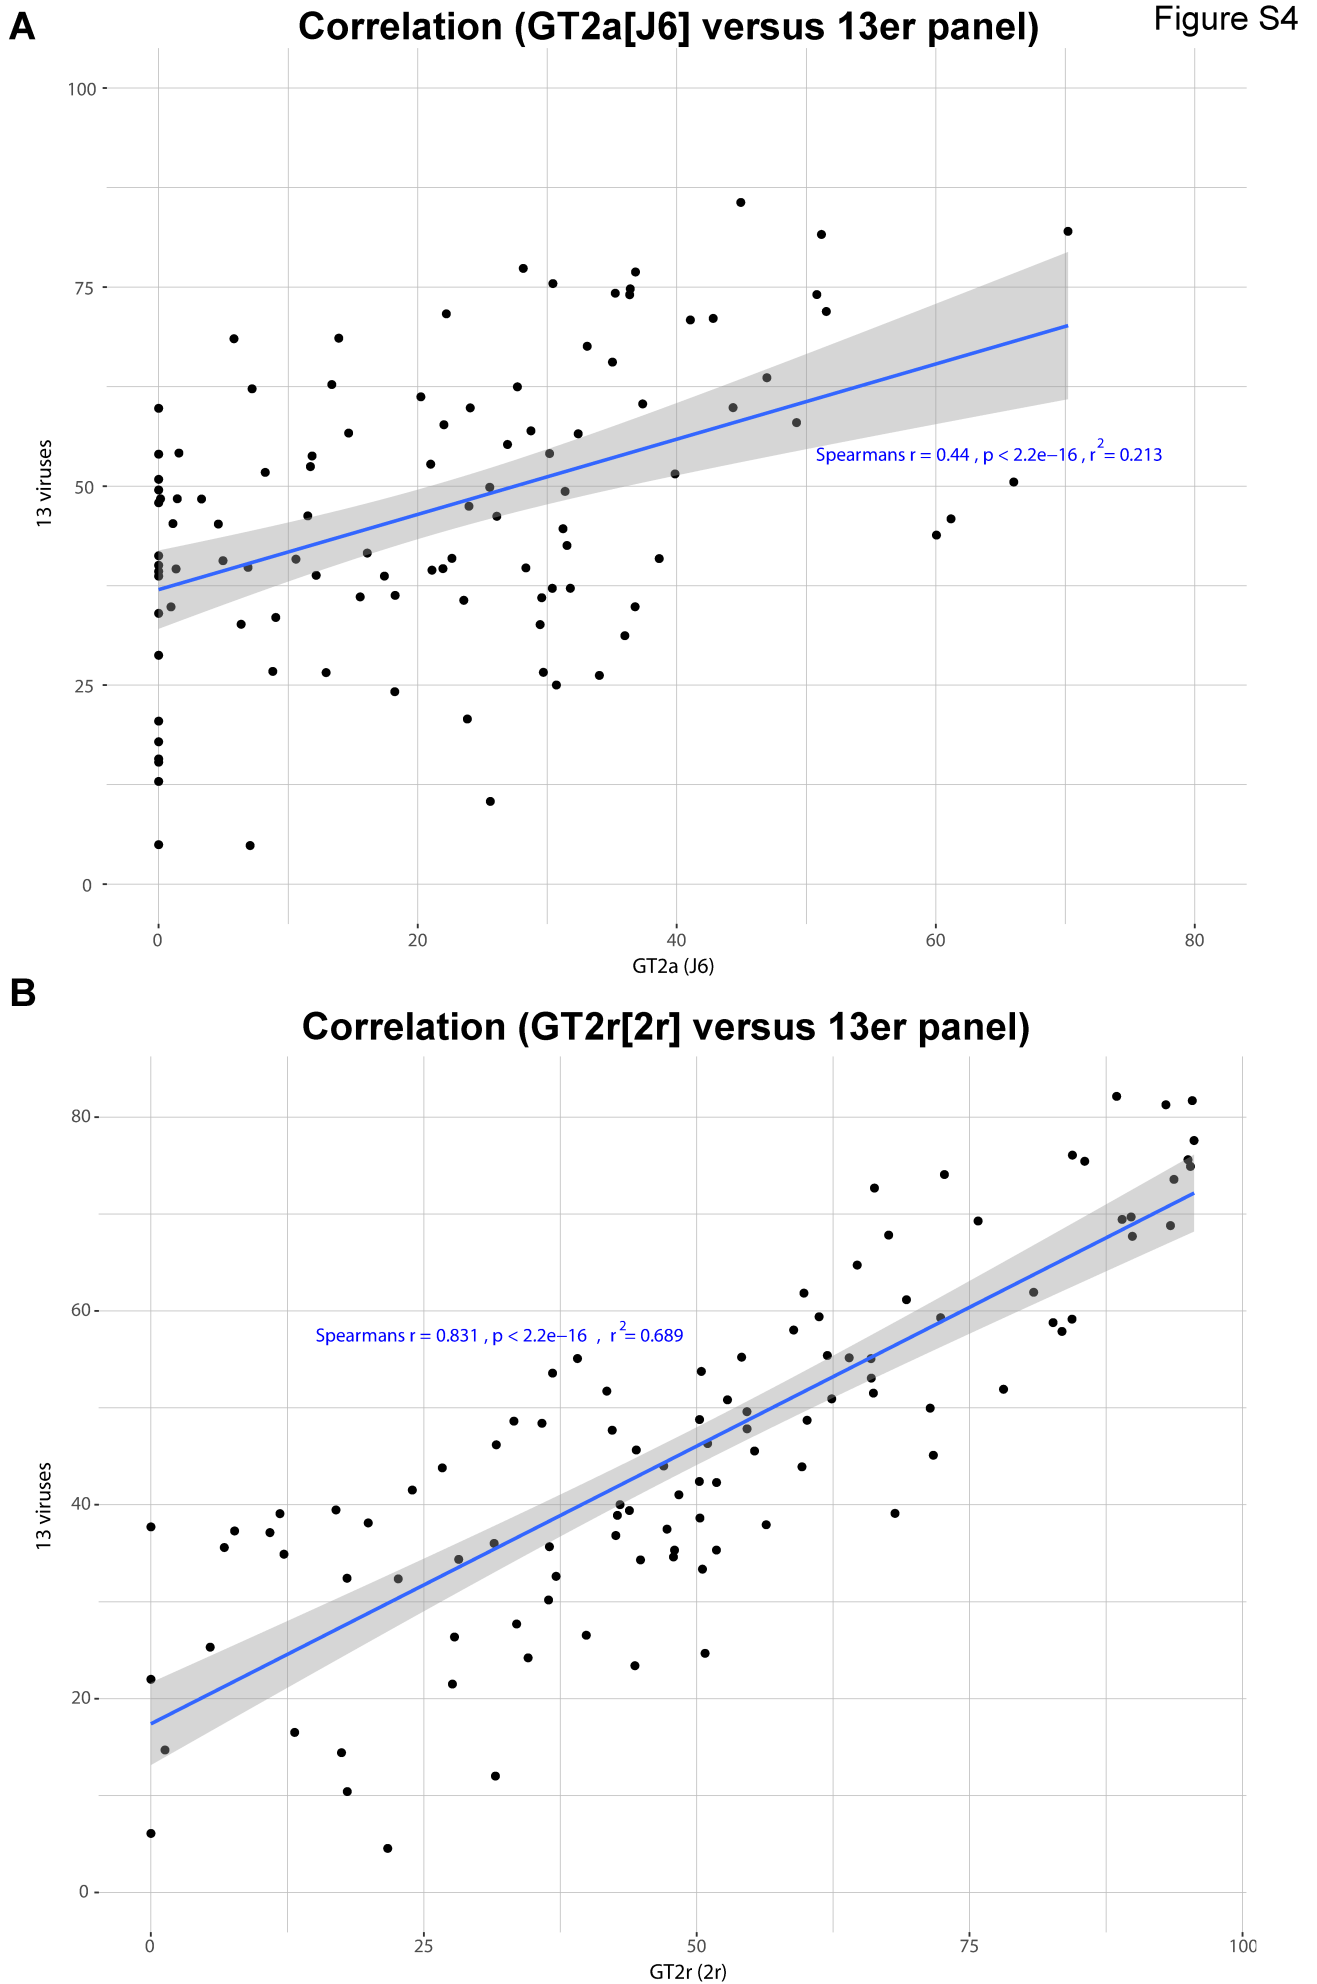 A
Correlation (GT2a[J6] versus 13er panel)
Figure S4
100
75
50
25
0
13 viruses
Spearmans r = 0.44 , p < 2.2e−16 , r2= 0.213
0 20 40 60 80
GT2a (J6)
B
Correlation (GT2r[2r] versus 13er panel)
80
60
40
20
0
13 viruses
Spearmans r = 0.831 , p < 2.2e−16 , r2= 0.689
0 25 50 75 100
GT2r (2r)